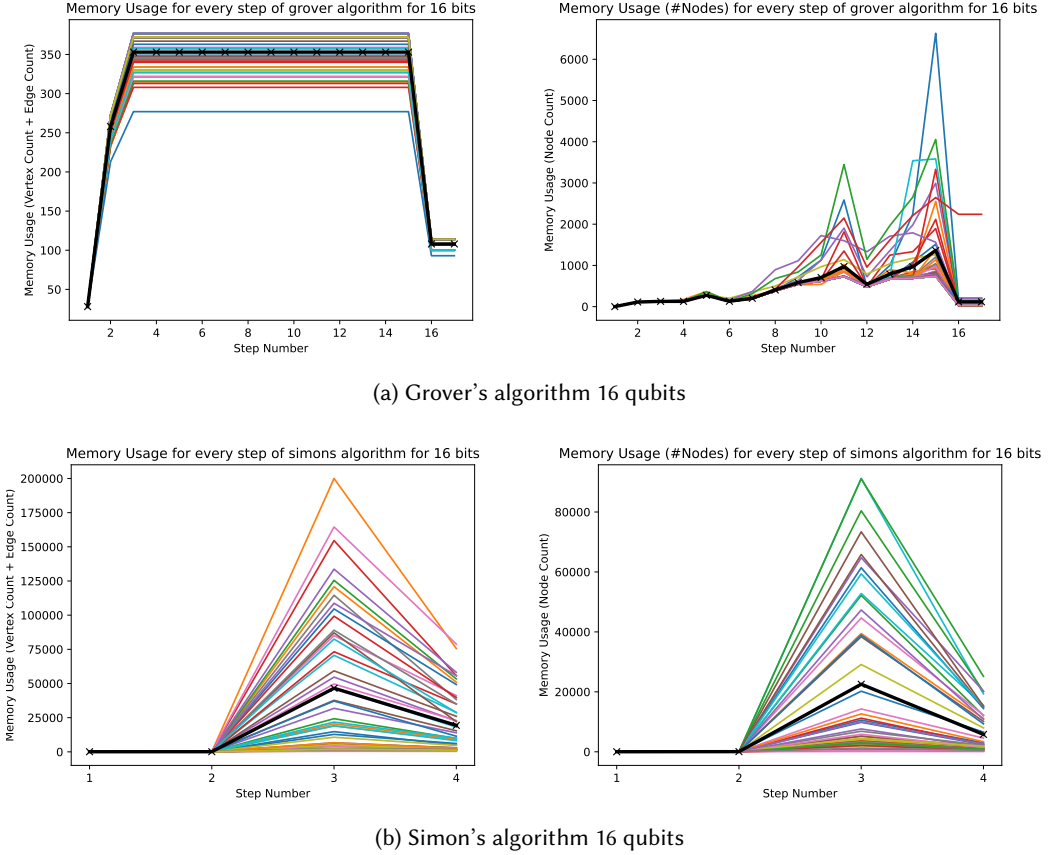 Memory Usage for every step of grover algorithm for 16 bits
Memory Usage (Vertex Count + Edge Count)
350
300
250
200
150
100
50
2 4 6 8 10 12 14 16
Step Number
Memory Usage (#Nodes) for every step of grover algorithm for 16 bits
Memory Usage (Node Count)
6000
5000
4000
3000
2000
1000
0
2 4 6 8 10 12 14 16
Step Number
(a) Grover's algorithm 16 qubits
Memory Usage for every step of simons algorithm for 16 bits
Memory Usage (Vertex Count + Edge Count)
200000
175000
150000
125000
100000
75000
50000
25000
0
1 2 3 4
Step Number
Memory Usage (#Nodes) for every step of simons algorithm for 16 bits
Memory Usage (Node Count)
80000
60000
40000
20000
0
1 2 3 4
Step Number
(b) Simon's algorithm 16 qubits